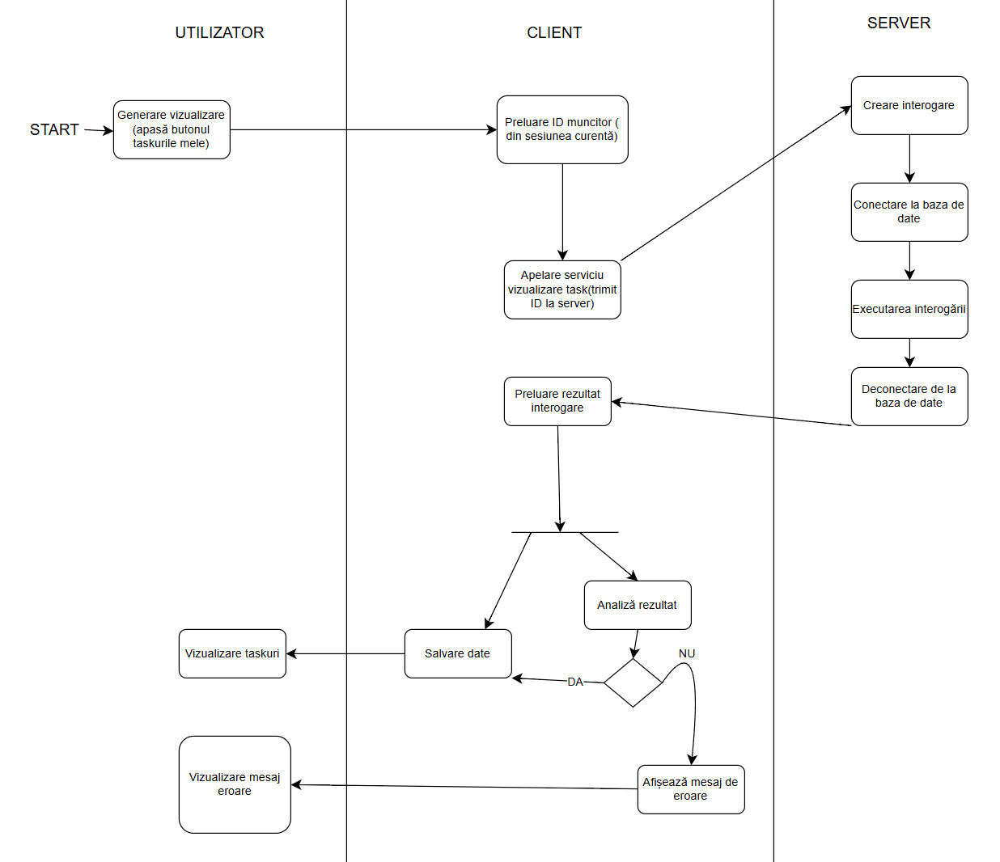 UTILIZATOR
CLIENT
SERVER
START
Generare vizualizare
(apasă butonul
taskurile mele)
Preluare ID muncitor (
din sesiunea curentă)
Creare interogare
Conectare la baza de
date
Apelare serviciu
vizualizare task(trimit
ID la server)
Executarea interogării
Preluare rezultat
interogare
Deconectare de la
baza de date
Analiză rezultat
Vizualizare taskuri
Salvare date
NU
DA
Vizualizare mesaj
eroare
Afișează mesaj de
eroare